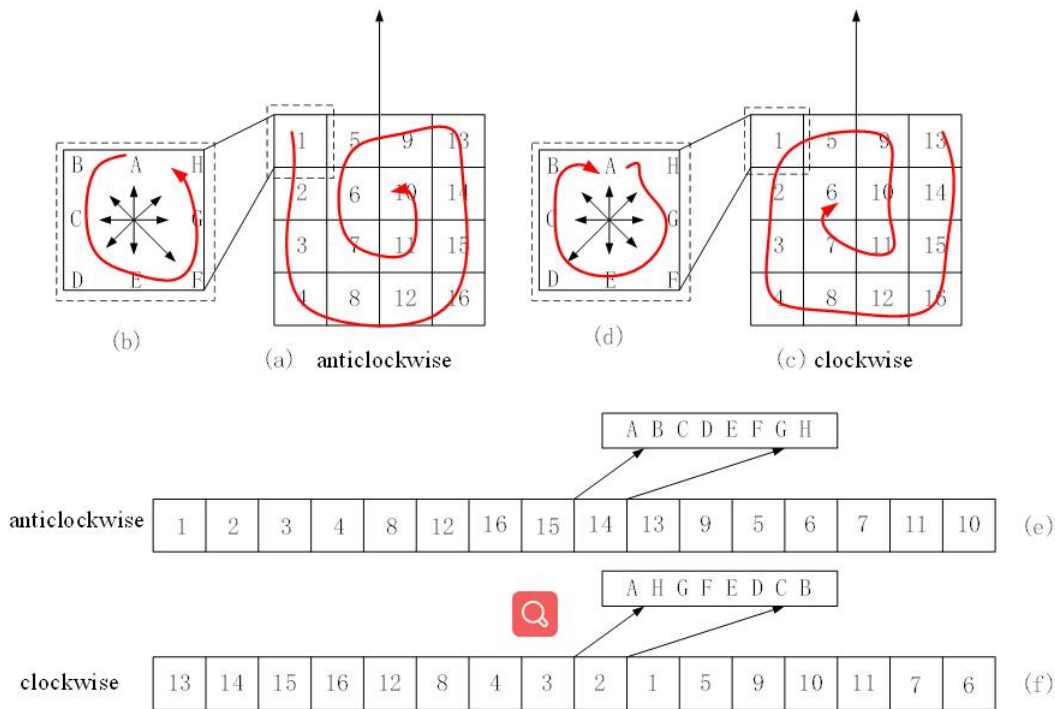 1 5 9 13
B A H
2 6 10 14
C G
3 7 11 15
D E F
4 8 12 16
(b)
(a) anticlockwise
1 5 9 13
B A H
2 6 10 14
C G
3 7 11 15
D E F
4 8 12 16
(d)
(c) clockwise
A B C D E F G H
anticlockwise 1 2 3 4 8 12 16 15 14 13 9 5 6 7 11 10 (e)
A H G F E D C B
clockwise 13 14 15 16 12 8 4 3 2 1 5 9 10 11 7 6 (f)